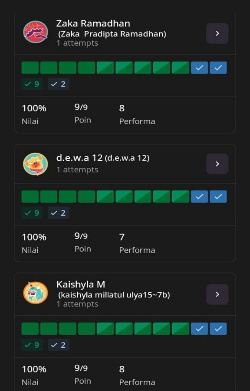 Zaka Ramadhan
(Zaka Pradipta Ramadhan)
1 attempts
9 2
100% 9/9 8
Nilai Poin Performa
d.e.w.a 12 (d.e.w.a 12)
1 attempts
9 2
100% 9/9 7
Nilai Poin Performa
Kaishyla M
(kaishyla millatul ulya15~7b)
1 attempts
9 2
100% 9/9 8
Nilai Poin Performa